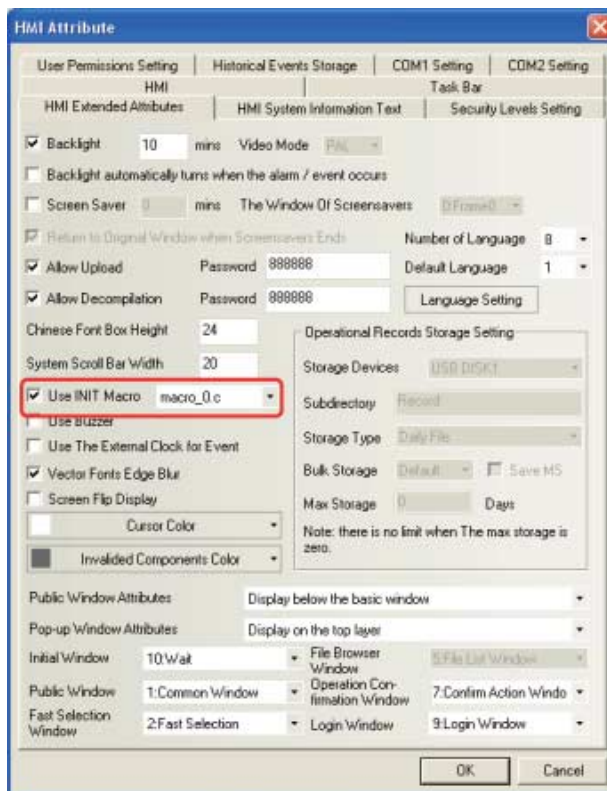 HMI Attribute
User Permissions Setting Historical Events Storage COM1 Setting COM2 Setting
HMI Task Bar
HMI Extended Attributes HMI System Information Text Security Levels Setting
Backlight 10 mins Video Mode PAL
Backlight automatically turns when the alarm / event occurs
Screen Saver 0 mins The Window Of Screensavers 0:Frame0
Return to Original Window when Screensavers Ends Number of Language 8
Allow Upload Password 888888 Default Language 1
Allow Decompilation Password 888888 Language Setting
Chinese Font Box Height 24 Operational Records Storage Setting
System Scroll Bar Width 20 Storage Devices USB DISK1
Use INIT Macro macro_0.c Subdirectory Record
Use Buzzer
Use The External Clock for Event Storage Type Daily File
Vector Fonts Edge Blur Bulk Storage Default Save MS
Screen Flip Display Max Storage 0 Days
Cursor Color Note: there is no limit when The max storage is
zero.
Invalided Components Color
Public Window Attributes Display below the basic window
Pop-up Window Attributes Display on the top layer
Initial Window 10:Wait File Browser
Window 5:File List Window
Public Window 1:Common Window Operation Con-
firmation Window 7:Confirm Action Windo
Fast Selection
Window 2:Fast Selection Login Window 9:Login Window
OK Cancel